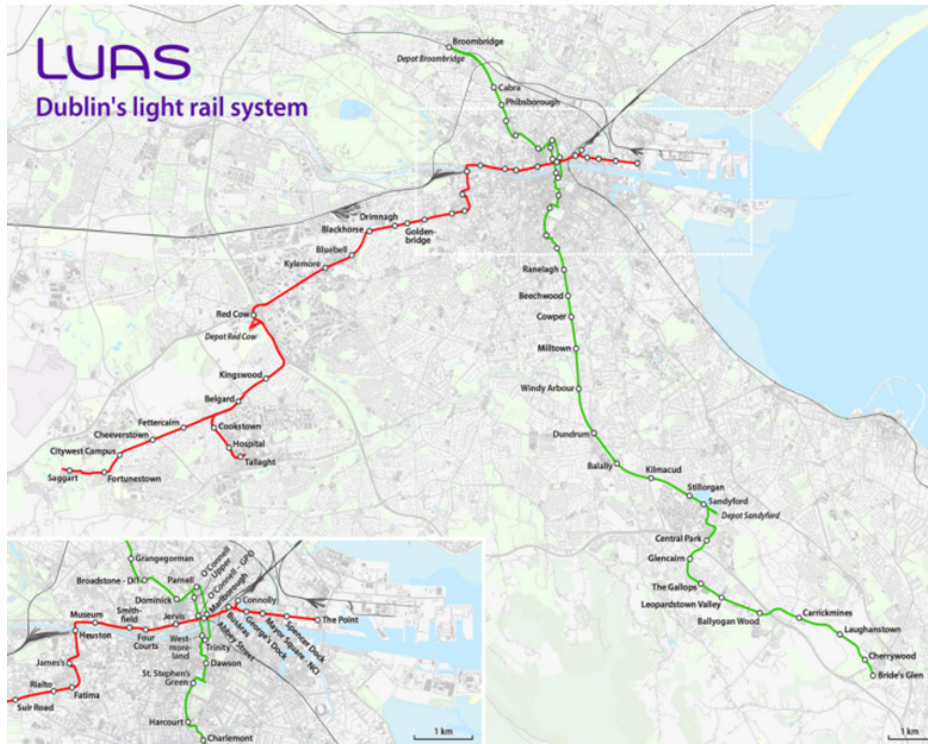 LUAS
Dublin's light rail system
Broombridge
Depot Broombridge
Cabra
Phibsborough
Drimnagh
Blackhorse
Golden-
bridge
Bluebell
Kylemore
Ranelagh
Beechwood
Red Cow
Cowper
Depot Red Cow
Milltown
Kingswood
Windy Arbour
Belgard
Fettercairn
Cookstown
Cheeverstown
Dundrum
Hospital
Citywest Campus
Tallaght
Balally
Kilmacud
Saggart
Fortunestown
Stillorgan
Sandyford
Depot Sandyford
Central Park
Glencairn
The Gallops
Leopardstown Valley
Ballyogan Wood
Carrickmines
Laughanstown
Cherrywood
Bride's Glen
1 km
Grangegorman
O'Connell
Upper
Broadstone - DIT
Parnell
O'Connell - GPO
Marlborough
Dominick
Connolly
Museum
Smith-
field
Jervis
The Point
Heuston
Four
Courts
West-
more-
land
Busáras
Abbey Street
George's Dock
Mayor Square - NCI
Spencer Dock
Trinity
James's
Dawson
St. Stephen's
Green
Rialto
Fatima
Suir Road
Harcourt
Charlemont
1 km